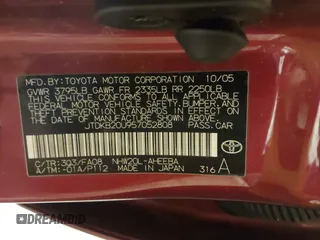 MFD. BY: TOYOTA MOTOR CORPORATION 10/05
GVWR 3795LB GAWR FR 2335LB RR 2250LB
THIS VEHICLE CONFORMS TO ALL APPLICABLE
FEDERAL MOTOR VEHICLE SAFETY, BUMPER, AND
THEFT PREVENTION STANDARDS IN EFFECT ON
THE DATE OF MANUFACTURE SHOWN ABOVE.
JTDKB20U957052808 PASS. CAR
C/TR: 3Q3/FA08 NHW20L-AHEEBA
A/TM: -01A/P112 MADE IN JAPAN 316 A
BIDHISTORY